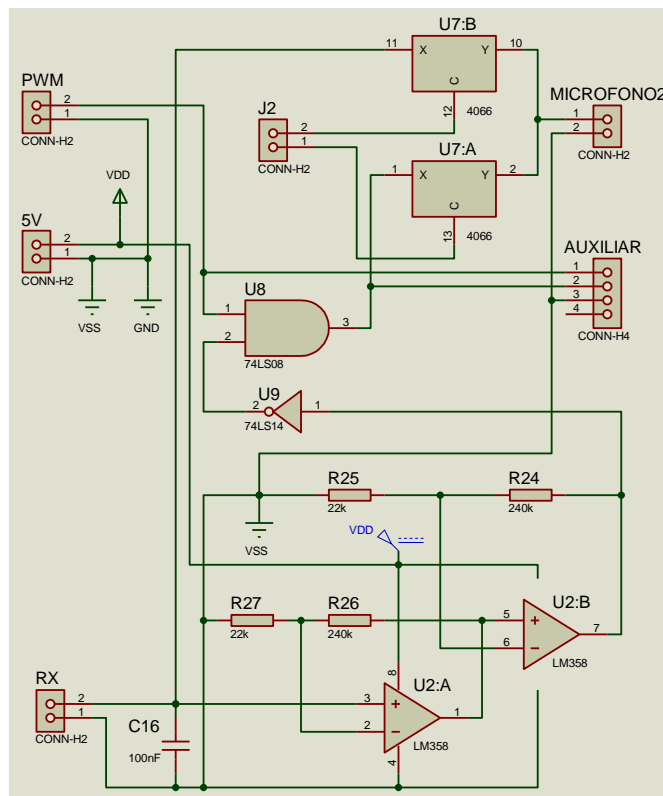 U7:B
11
X
Y
10
C
12
4066
PWM
2
1
CONN-H2
J2
2
1
CONN-H2
MICROFONO2
1
2
CONN-H2
U7:A
1
X
Y
2
C
13
4066
VDD
5V
2
1
CONN-H2
VSS
GND
AUXILIAR
1
2
3
4
CONN-H4
U8
1
2
3
74LS08
U9
2
1
74LS14
R25
22k
R24
240k
VSS
VDD
R27
22k
R26
240k
U2:B
5
6
7
LM358
RX
2
1
CONN-H2
C16
100nF
U2:A
8
3
2
1
4
LM358